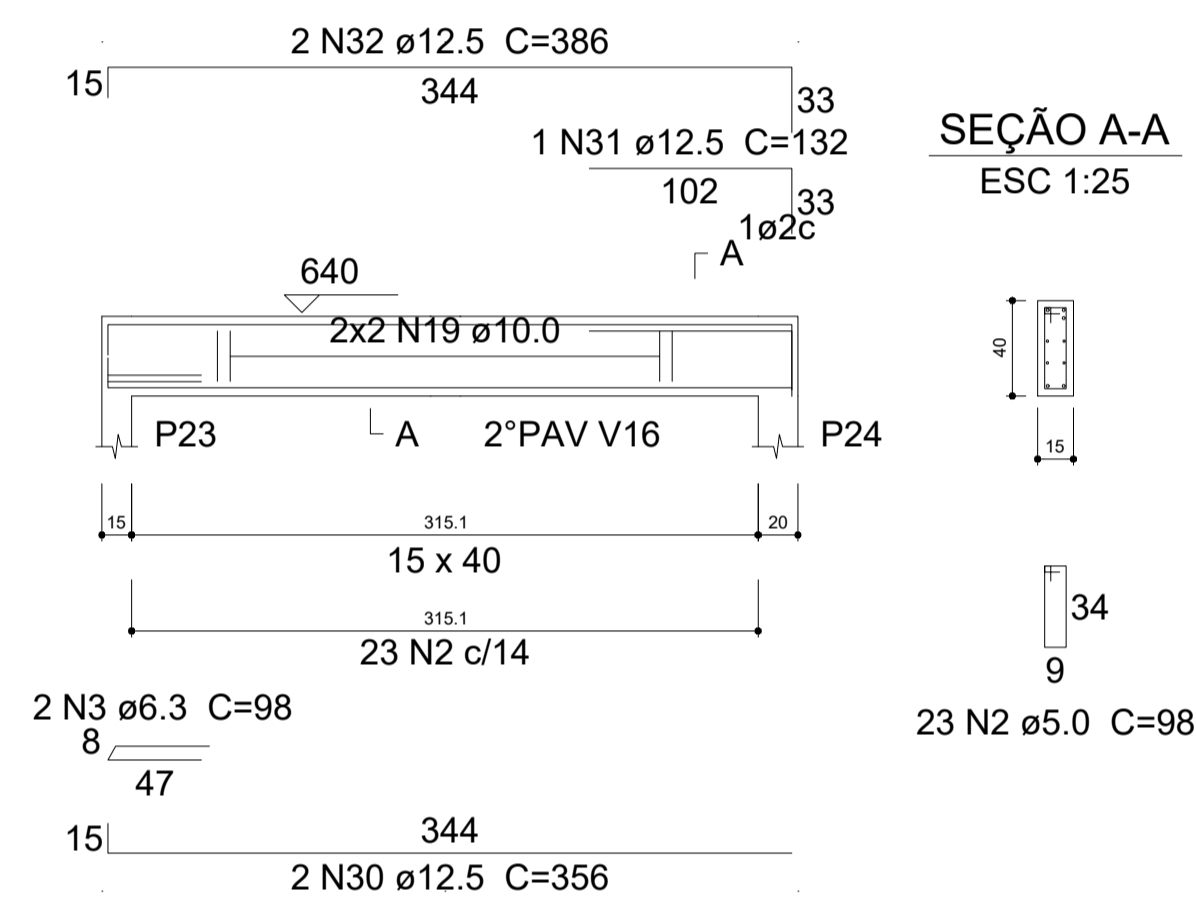 2 N32 ø12.5 C=386
15
344
33
1 N31 ø12.5 C=132
102
33
1ø2c
A
SEÇÃO A-A
ESC 1:25
640
2x2 N19 ø10.0
40
P23
A
2°PAV V16
P24
15
15
315.1
20
15 x 40
315.1
23 N2 c/14
34
9
23 N2 ø5.0 C=98
2 N3 ø6.3 C=98
8
47
15
344
2 N30 ø12.5 C=356